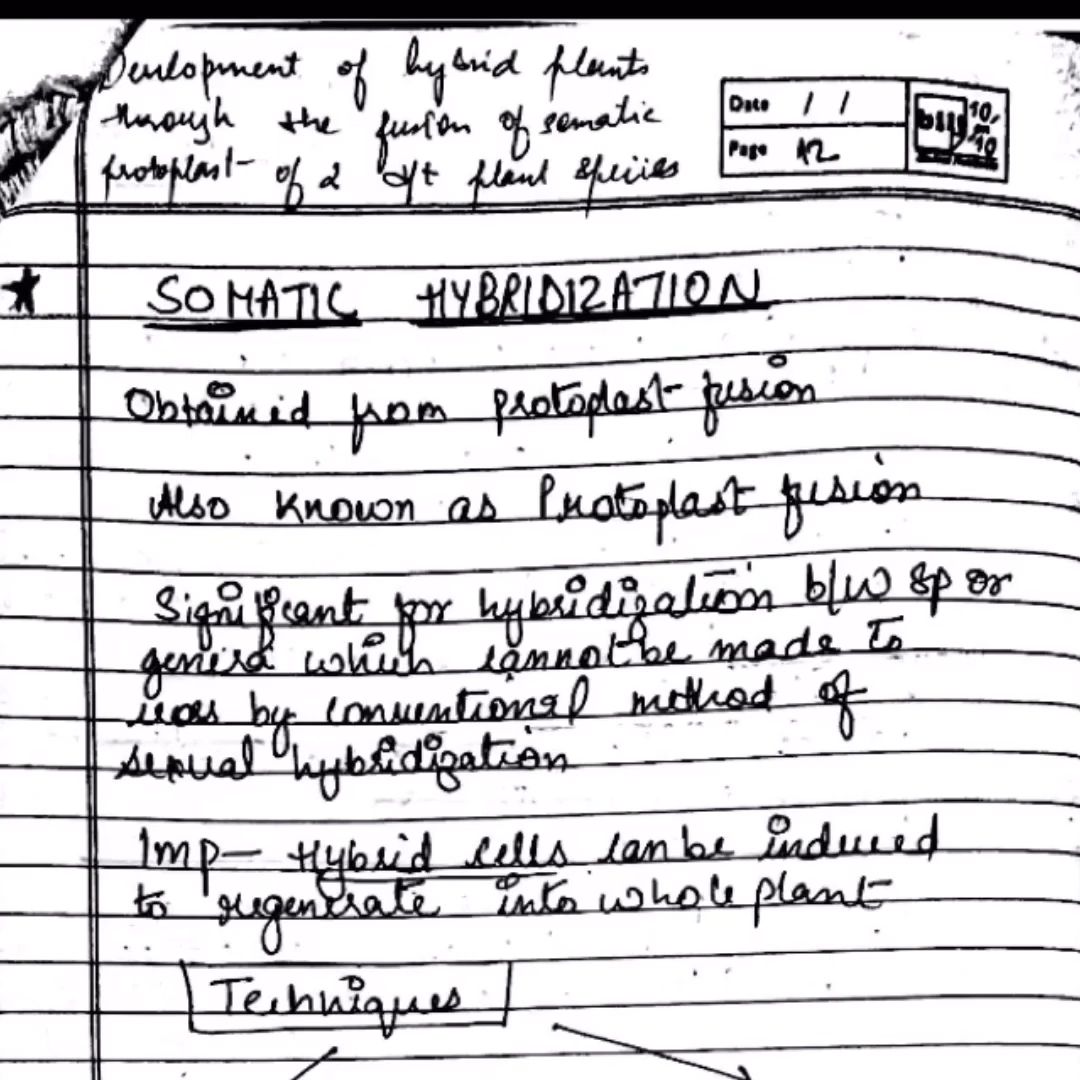 Development of hybrid plants
through the fusion of somatic
protoplast of 2 d/f plant species
Date / /
Page 12
SOMATIC HYBRIDIZATION
Obtained from protoplast fusion
Also known as Protoplast fusion
Significant for hybridization b/w sp or
genera which cannot be made to
cross by conventional method of
sexual hybridization
Imp - Hybrid cells can be induced
to regenerate into whole plant
Techniques